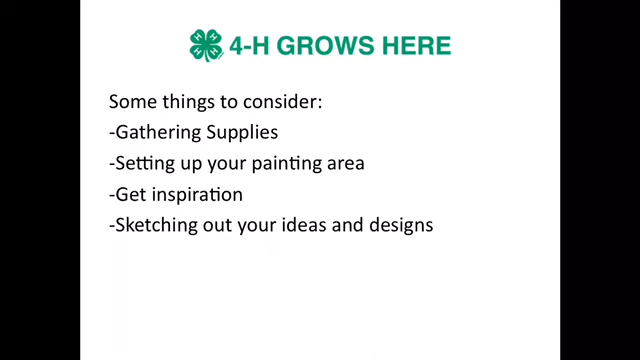 4-H GROWS HERE
Some things to consider:
-Gathering Supplies
-Setting up your painting area
-Get inspiration
-Sketching out your ideas and designs